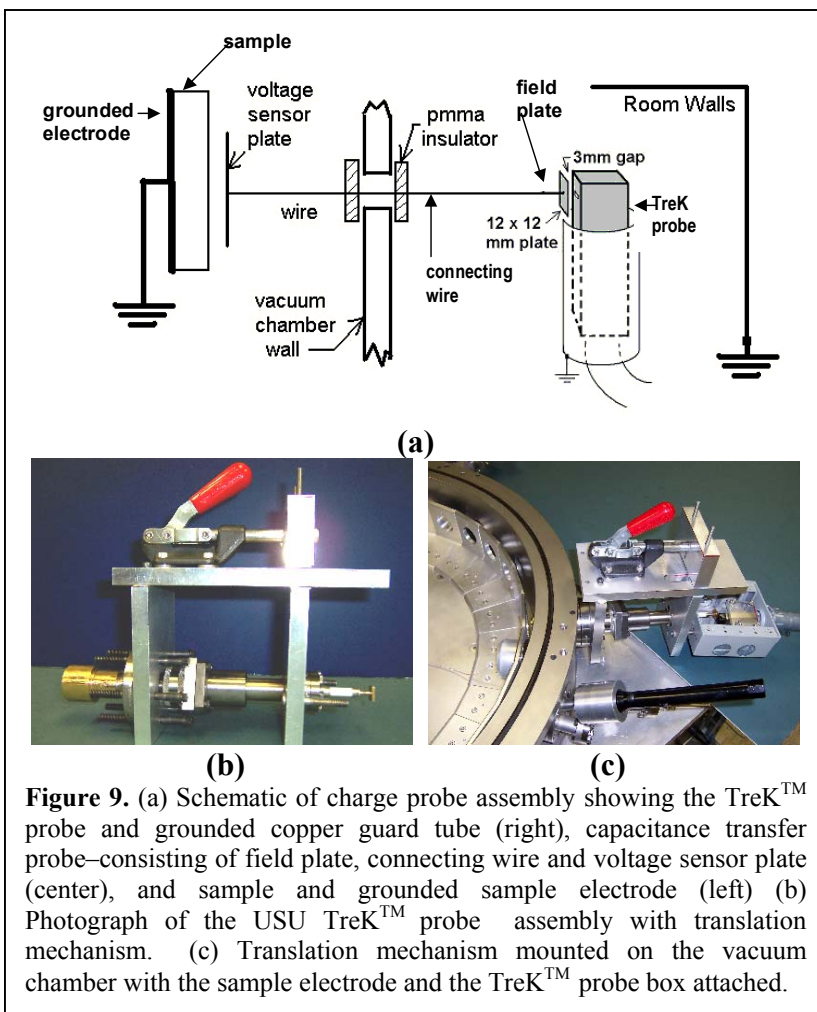 sample
grounded
electrode
voltage
sensor
plate
pmma
insulator
field
plate
Room Walls
3mm gap
TreK
probe
12 x 12
mm plate
wire
connecting
wire
vacuum
chamber
wall
(a)
(b)
(c)
Figure 9. (a) Schematic of charge probe assembly showing the TreK™
probe and grounded copper guard tube (right), capacitance transfer
probe–consisting of field plate, connecting wire and voltage sensor plate
(center), and sample and grounded sample electrode (left) (b)
Photograph of the USU TreK™ probe assembly with translation
mechanism. (c) Translation mechanism mounted on the vacuum
chamber with the sample electrode and the TreK™ probe box attached.